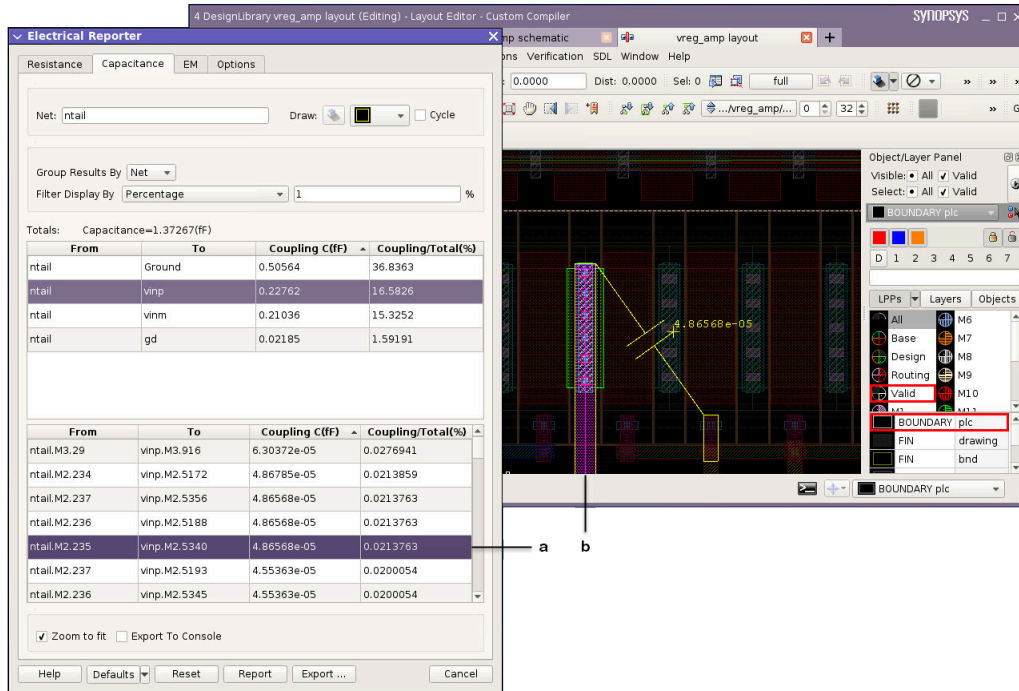 4 DesignLibrary vreg_amp layout (Editing) - Layout Editor - Custom Compiler
SYNOPSYS
Electrical Reporter
mp schematic
vreg_amp layout
ons Verification SDL Window Help
Resistance Capacitance EM Options
0.0000 Dist: 0.0000 Sel: 0 full
Net: ntail Draw: Cycle
.../vreg_amp/... 0 32
Group Results By Net
Filter Display By Percentage 1 %
Totals: Capacitance=1.37267(fF)
From To Coupling C(fF) Coupling/Total(%)
ntail Ground 0.50564 36.8363
ntail vinp 0.22762 16.5826
ntail vinm 0.21036 15.3252
ntail gd 0.02185 1.59191
From To Coupling C(fF) Coupling/Total(%)
ntail.M3.29 vinp.M3.916 6.30372e-05 0.0276941
ntail.M2.234 vinp.M2.5172 4.86785e-05 0.0213859
ntail.M2.237 vinp.M2.5356 4.86568e-05 0.0213763
ntail.M2.236 vinp.M2.5188 4.86568e-05 0.0213763
ntail.M2.235 vinp.M2.5340 4.86568e-05 0.0213763
ntail.M2.237 vinp.M2.5193 4.55363e-05 0.0200054
ntail.M2.236 vinp.M2.5345 4.55363e-05 0.0200054
Zoom to fit Export To Console
Help Defaults Reset Report Export ... Cancel
4.86568e-05
Object/Layer Panel
Visible: All Valid
Select: All Valid
BOUNDARY plc
D 1 2 3 4 5 6 7
LPPs Layers Objects
All M6
Base M7
Design M8
Routing M9
Valid M10
M1 M11
BOUNDARY plc
FIN drawing
FIN bnd
BOUNDARY plc
a b